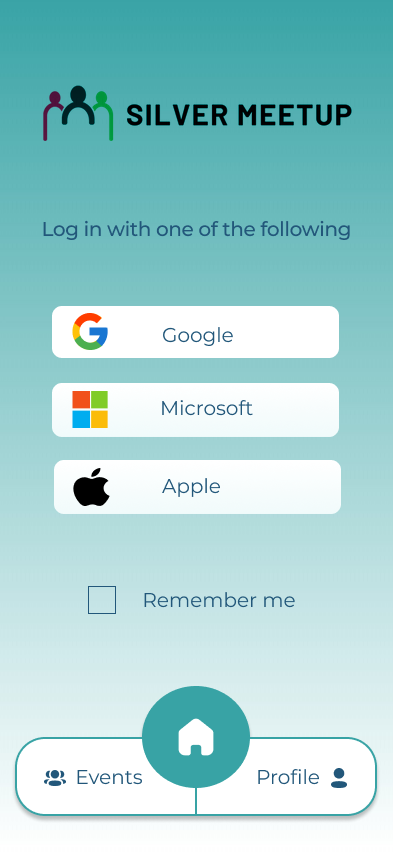 SILVER MEETUP
Log in with one of the following
Google
Microsoft
Apple
Remember me
Events
Profile